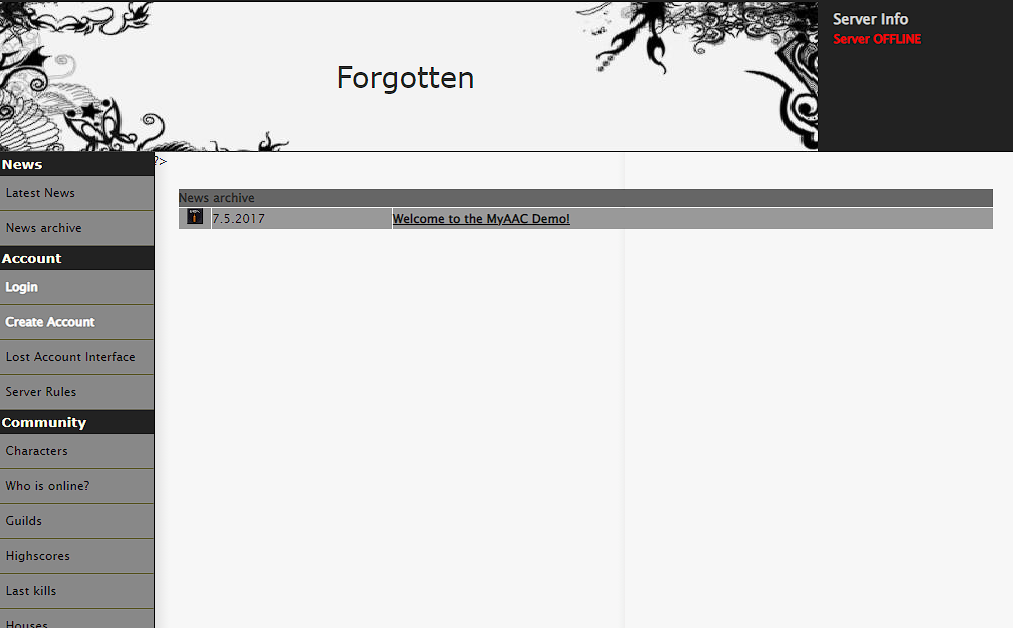 Forgotten
Server Info
Server OFFLINE
News
Latest News
News archive
Account
Login
Create Account
Lost Account Interface
Server Rules
Community
Characters
Who is online?
Guilds
Highscores
Last kills
Houses
?>
News archive
7.5.2017 Welcome to the MyAAC Demo!